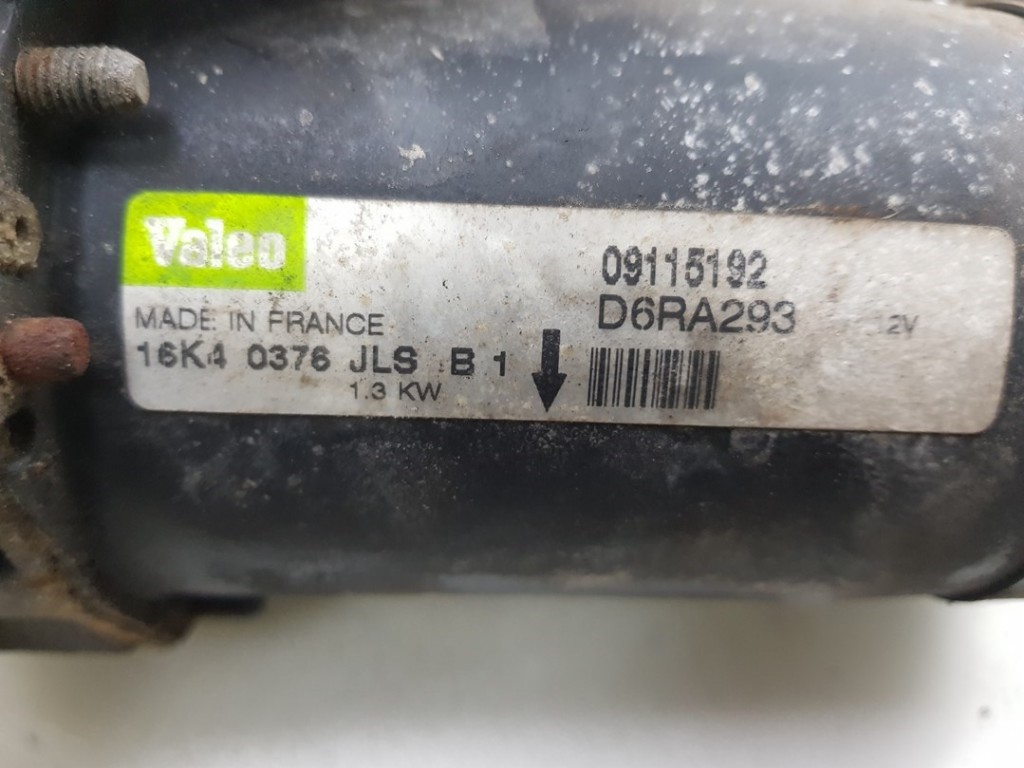 Valeo
09115192
MADE IN FRANCE
D6RA293 12V
16K4 0376 JLS B 1
1.3 KW